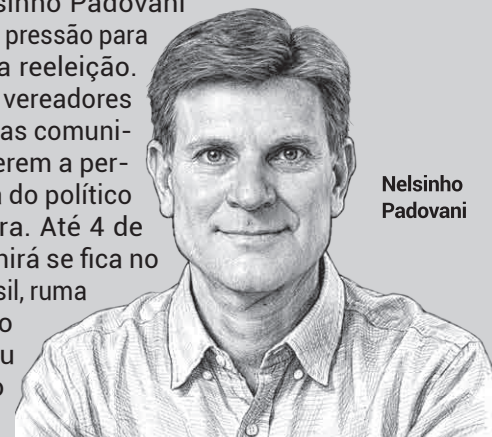 sinho Padovani
pressão para
a reeleição.
vereadores
as comuni-
erem a per-
a do político
ra. Até 4 de
nirá se fica no
sil, ruma
o
u
o
Nelsinho
Padovani